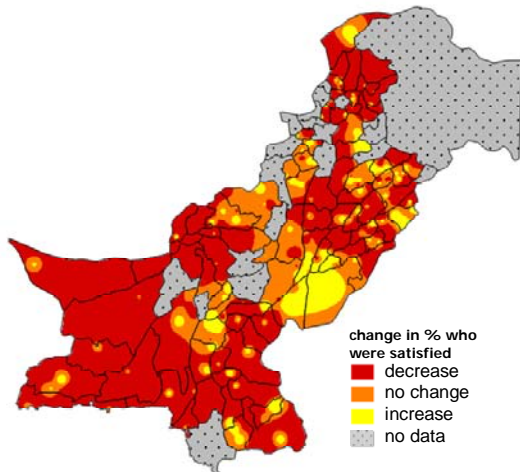 change in % who
were satisfied
decrease
no change
increase
no data